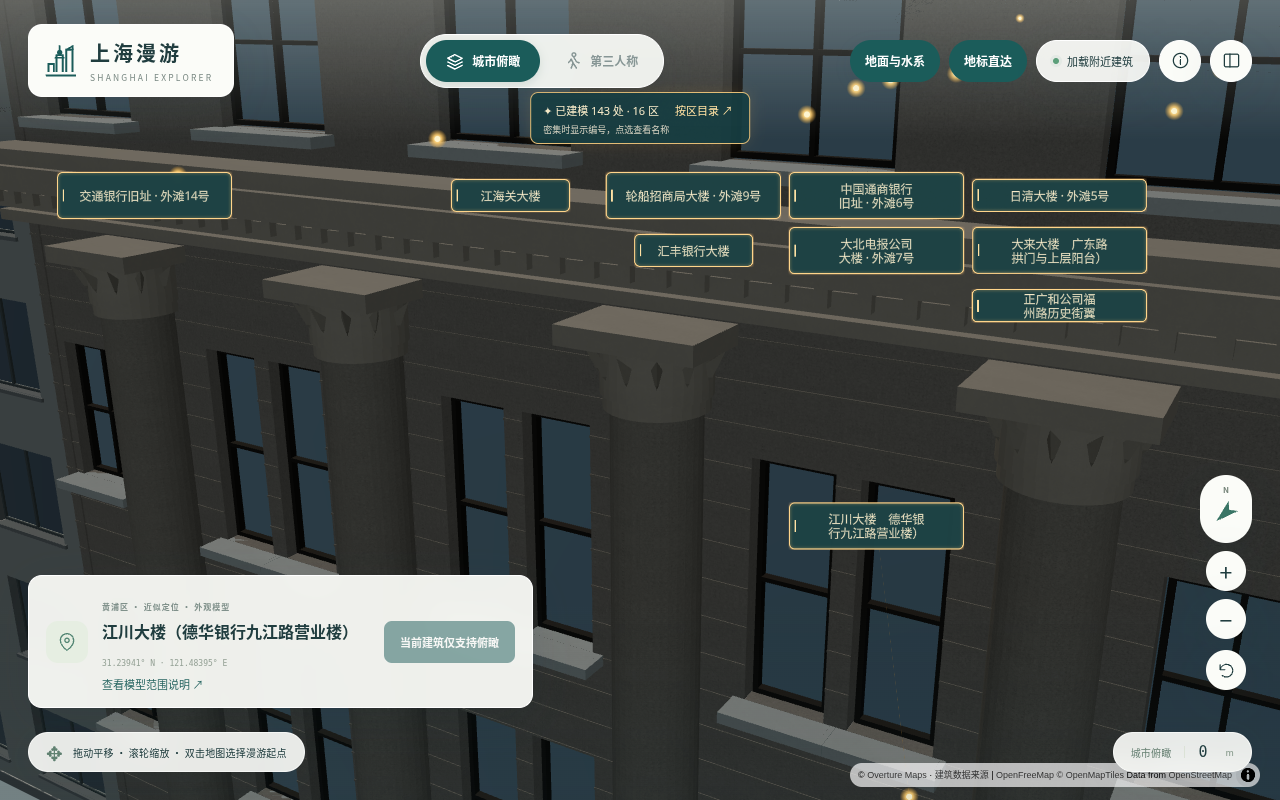 上海漫游
SHANGHAI EXPLORER
城市俯瞰
第三人称
地面与水系
地标直达
加载附近建筑
✦ 已建模 143 处 · 16 区 按区目录 ↗
密集时显示编号，点选查看名称
交通银行旧址 · 外滩14号
江海关大楼
轮船招商局大楼 · 外滩9号
中国通商银行
旧址 · 外滩6号
日清大楼 · 外滩5号
汇丰银行大楼
大北电报公司
大楼 · 外滩7号
大来大楼 广东路
拱门与上层阳台）
正广和公司福
州路历史街翼
江川大楼 德华银
行九江路营业楼）
N
黄浦区 · 近似定位 · 外观模型
江川大楼（德华银行九江路营业楼）
31.23941° N · 121.48395° E
查看模型范围说明 ↗
当前建筑仅支持俯瞰
拖动平移 · 滚轮缩放 · 双击地图选择漫游起点
城市俯瞰 0 m
© Overture Maps · 建筑数据来源 | OpenFreeMap © OpenMapTiles Data from OpenStreetMap